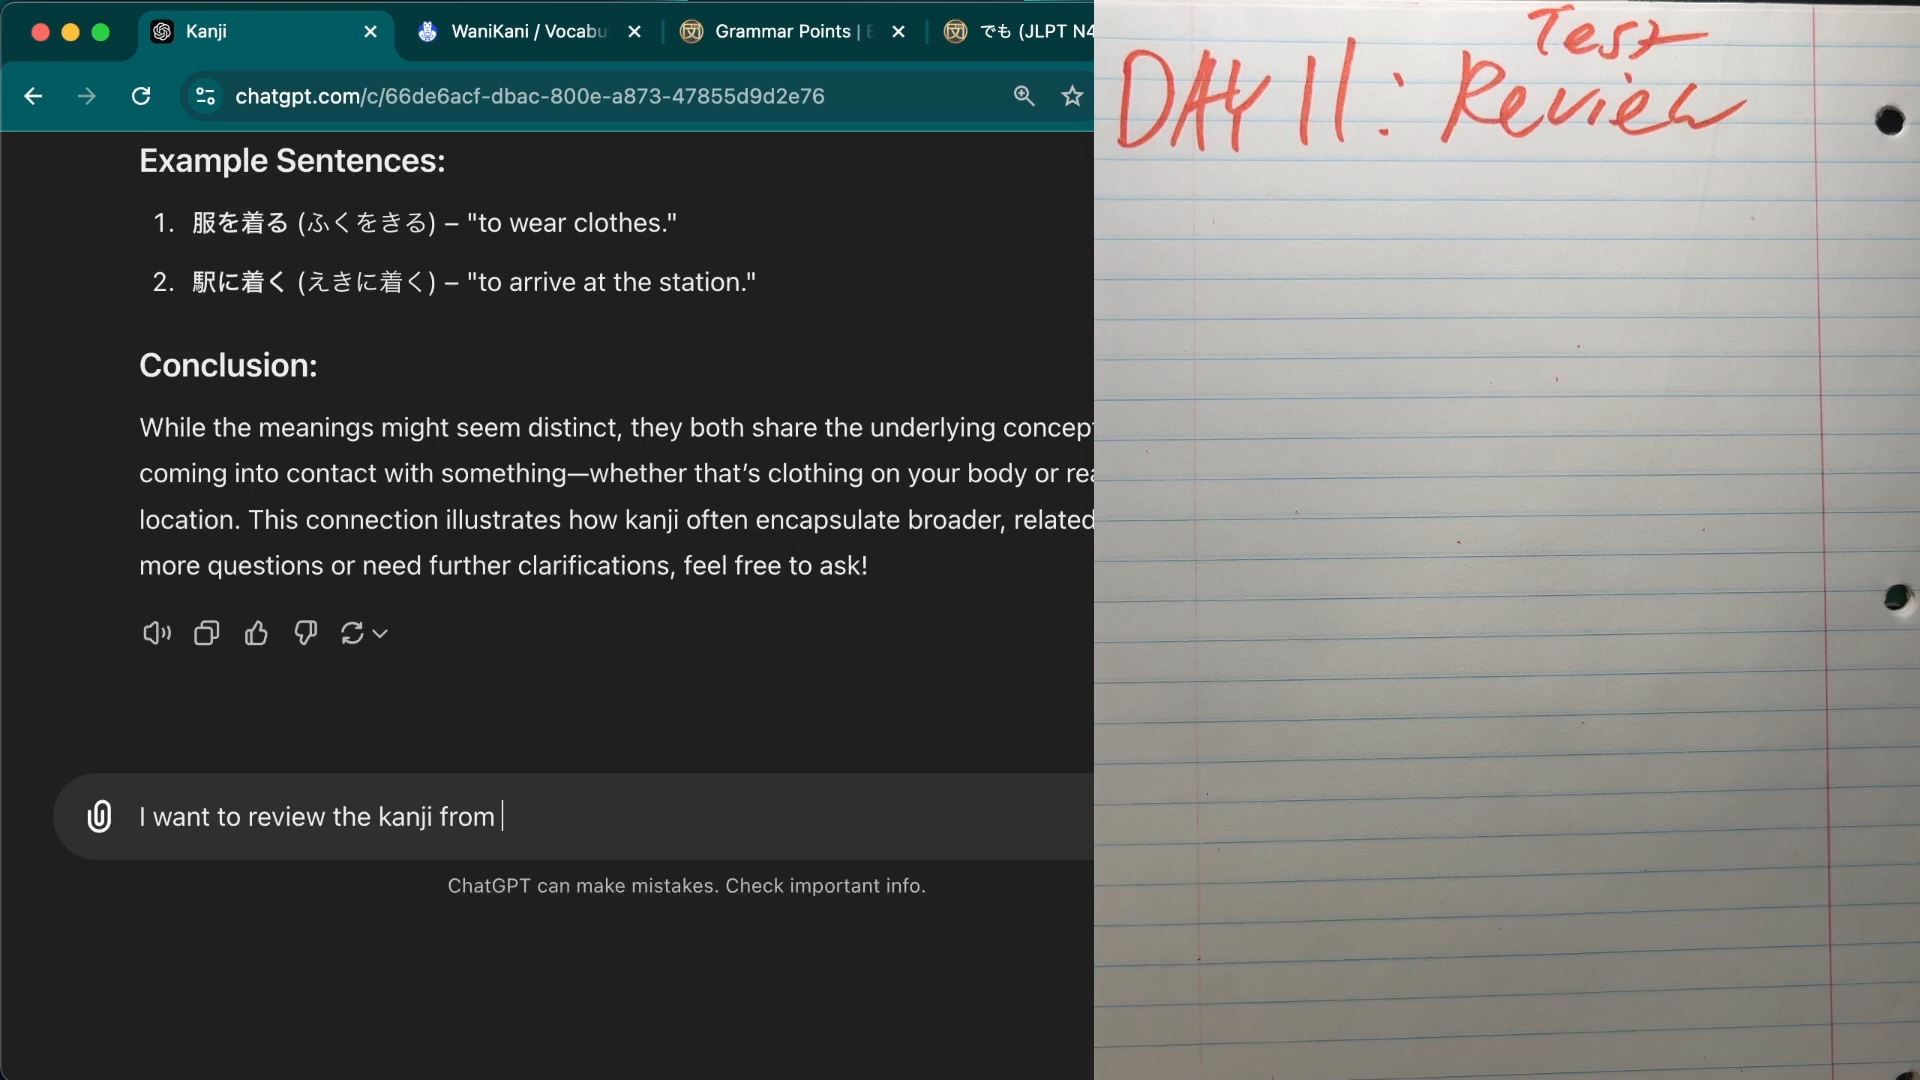 Kanji
WaniKani / Vocabu
Grammar Points |
でも (JLPT N4
chatgpt.com/c/66de6acf-dbac-800e-a873-47855d9d2e76
Example Sentences:
1. 服を着る (ふくをきる) – "to wear clothes."
2. 駅に着く (えきに着く) – "to arrive at the station."
Conclusion:
While the meanings might seem distinct, they both share the underlying concep
coming into contact with something—whether that's clothing on your body or rea
location. This connection illustrates how kanji often encapsulate broader, related
more questions or need further clarifications, feel free to ask!
I want to review the kanji from
ChatGPT can make mistakes. Check important info.
Test
DAY 11: Review